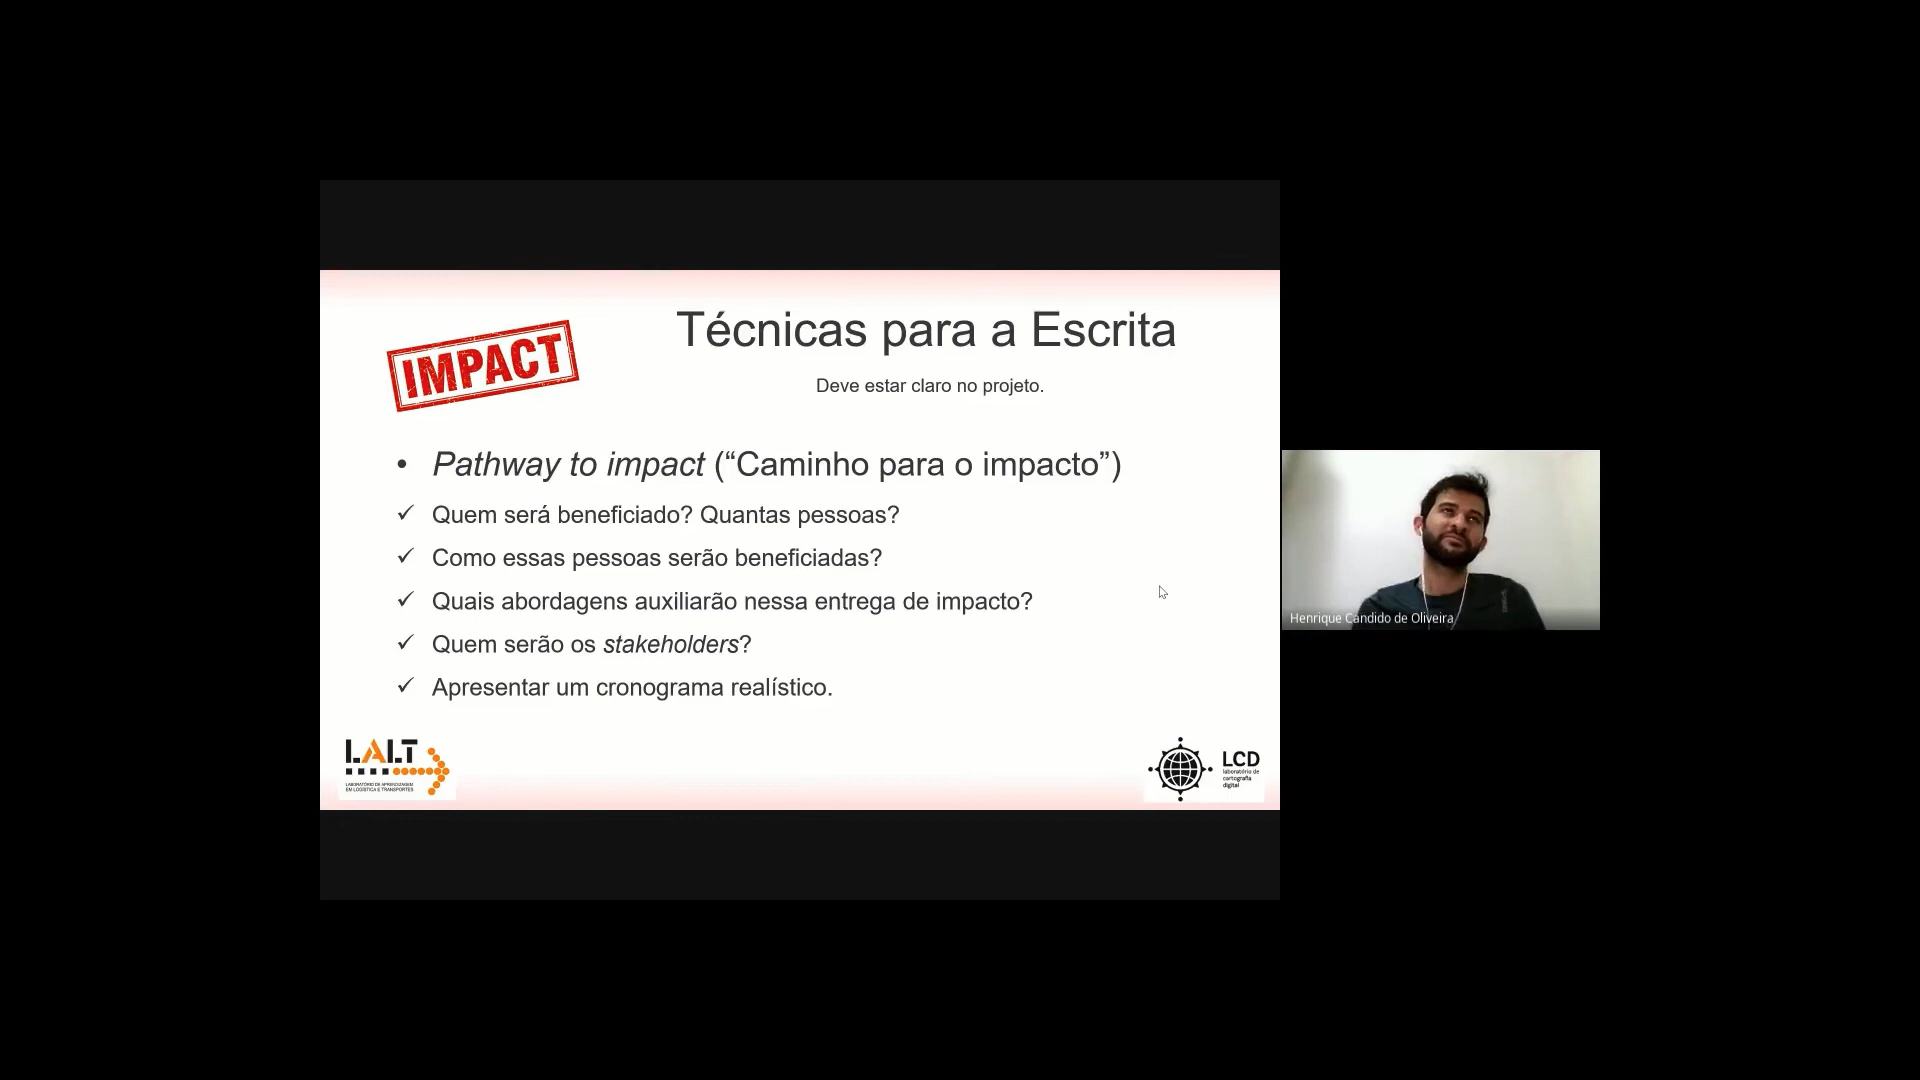 IMPACT
Técnicas para a Escrita
Deve estar claro no projeto.
• Pathway to impact (“Caminho para o impacto”)
✓ Quem será beneficiado? Quantas pessoas?
✓ Como essas pessoas serão beneficiadas?
✓ Quais abordagens auxiliarão nessa entrega de impacto?
✓ Quem serão os stakeholders?
✓ Apresentar um cronograma realístico.
LALT
LABORATÓRIO DE APRENDIZAGEM
EM LOGÍSTICA E TRANSPORTES
LCD
laboratório de
cartografia
digital
Henrique Candido de Oliveira